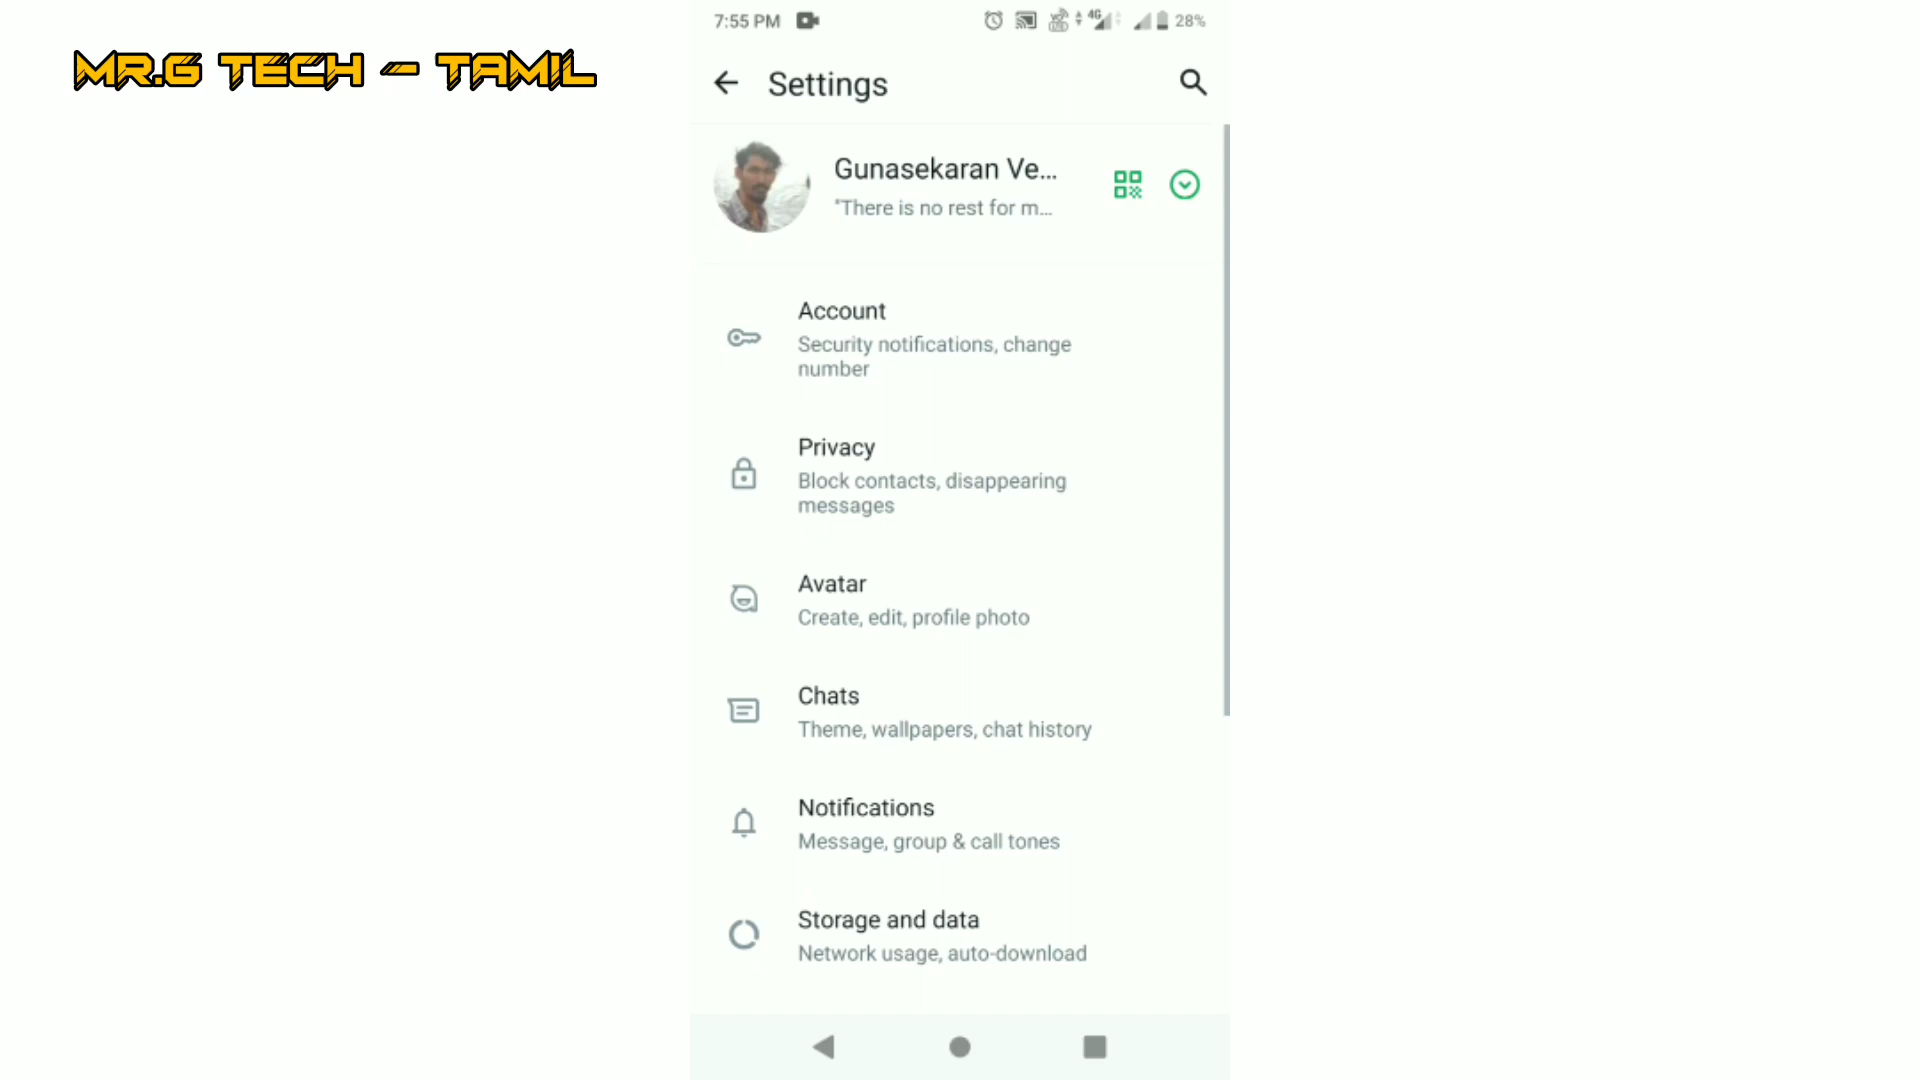 7:55 PM
4G
28%
MR.G TECH - TAMIL
Settings
Gunasekaran Ve...
"There is no rest for m...
Account
Security notifications, change
number
Privacy
Block contacts, disappearing
messages
Avatar
Create, edit, profile photo
Chats
Theme, wallpapers, chat history
Notifications
Message, group & call tones
Storage and data
Network usage, auto-download